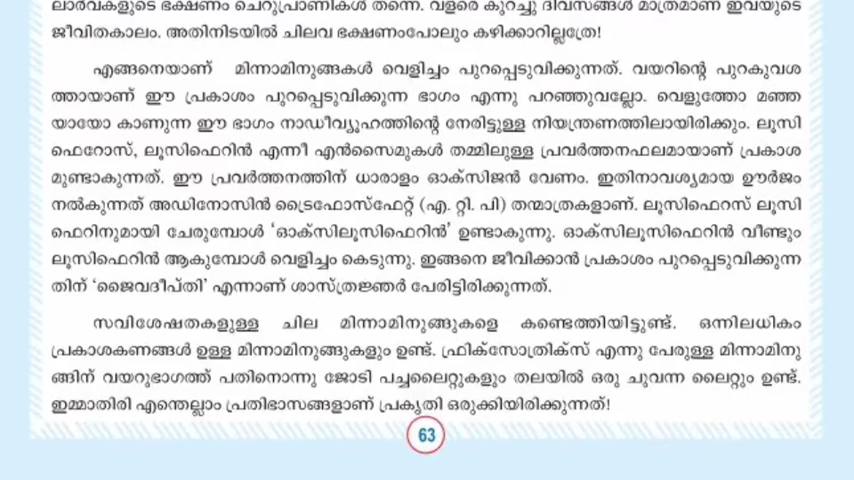 ലാർവകളുടെ ഭക്ഷണം ചെറുപ്രാണികൾ തന്നെ. വളരെ കുറച്ചു ദിവസങ്ങൾ മാത്രമാണ് ഇവയുടെ
ജീവിതകാലം. അതിനിടയിൽ ചിലവ ഭക്ഷണംപോലും കഴിക്കാറില്ലത്രേ!
എങ്ങനെയാണ് മിന്നാമിനുങ്ങുകൾ വെളിച്ചം പുറപ്പെടുവിക്കുന്നത്. വയറിന്റെ പുറകുവശ
ത്തായാണ് ഈ പ്രകാശം പുറപ്പെടുവിക്കുന്ന ഭാഗം എന്നു പറഞ്ഞുവല്ലോ. വെളുത്തോ മഞ്ഞ
യായോ കാണുന്ന ഈ ഭാഗം നാഡീവ്യൂഹത്തിന്റെ നേരിട്ടുള്ള നിയന്ത്രണത്തിലായിരിക്കും. ലൂസി
ഫെറോസ്, ലൂസിഫെറിൻ എന്നീ എൻസൈമുകൾ തമ്മിലുള്ള പ്രവർത്തനഫലമായാണ് പ്രകാശ
മുണ്ടാകുന്നത്. ഈ പ്രവർത്തനത്തിന് ധാരാളം ഓക്സിജൻ വേണം. ഇതിനാവശ്യമായ ഊർജം
നൽകുന്നത് അഡിനോസിൻ ട്രൈഫോസ്ഫേറ്റ് (എ. റ്റി. പി) തന്മാത്രകളാണ്. ലൂസിഫെറസ് ലൂസി
ഫെറിനുമായി ചേരുമ്പോൾ ‘ഓക്സിലൂസിഫെറിൻ’ ഉണ്ടാകുന്നു. ഓക്സിലൂസിഫെറിൻ വീണ്ടും
ലൂസിഫെറിൻ ആകുമ്പോൾ വെളിച്ചം കെടുന്നു. ഇങ്ങനെ ജീവിക്കാൻ പ്രകാശം പുറപ്പെടുവിക്കുന്ന
തിന് ‘ജൈവദീപ്തി’ എന്നാണ് ശാസ്ത്രജ്ഞർ പേരിട്ടിരിക്കുന്നത്.
സവിശേഷതകളുള്ള ചില മിന്നാമിനുങ്ങുകളെ കണ്ടെത്തിയിട്ടുണ്ട്. ഒന്നിലധികം
പ്രകാശകണങ്ങൾ ഉള്ള മിന്നാമിനുങ്ങുകളും ഉണ്ട്. ഫ്രിക്സോത്രിക്സ് എന്നു പേരുള്ള മിന്നാമിനു
ങ്ങിന് വയറുഭാഗത്ത് പതിനൊന്നു ജോടി പച്ചലൈറ്റുകളും തലയിൽ ഒരു ചുവന്ന ലൈറ്റും ഉണ്ട്.
ഇമ്മാതിരി എന്തെല്ലാം പ്രതിഭാസങ്ങളാണ് പ്രകൃതി ഒരുക്കിയിരിക്കുന്നത്!
63